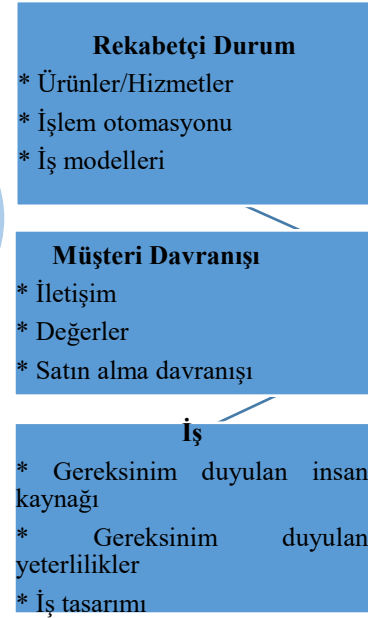 Rekabetçi Durum
* Ürünler/Hizmetler
* İşlem otomasyonu
* İş modelleri
Müşteri Davranışı
* İletişim
* Değerler
* Satın alma davranışı
İş
* Gereksinim duyulan insan
kaynağı
* Gereksinim duyulan
yeterlilikler
* İş tasarımı